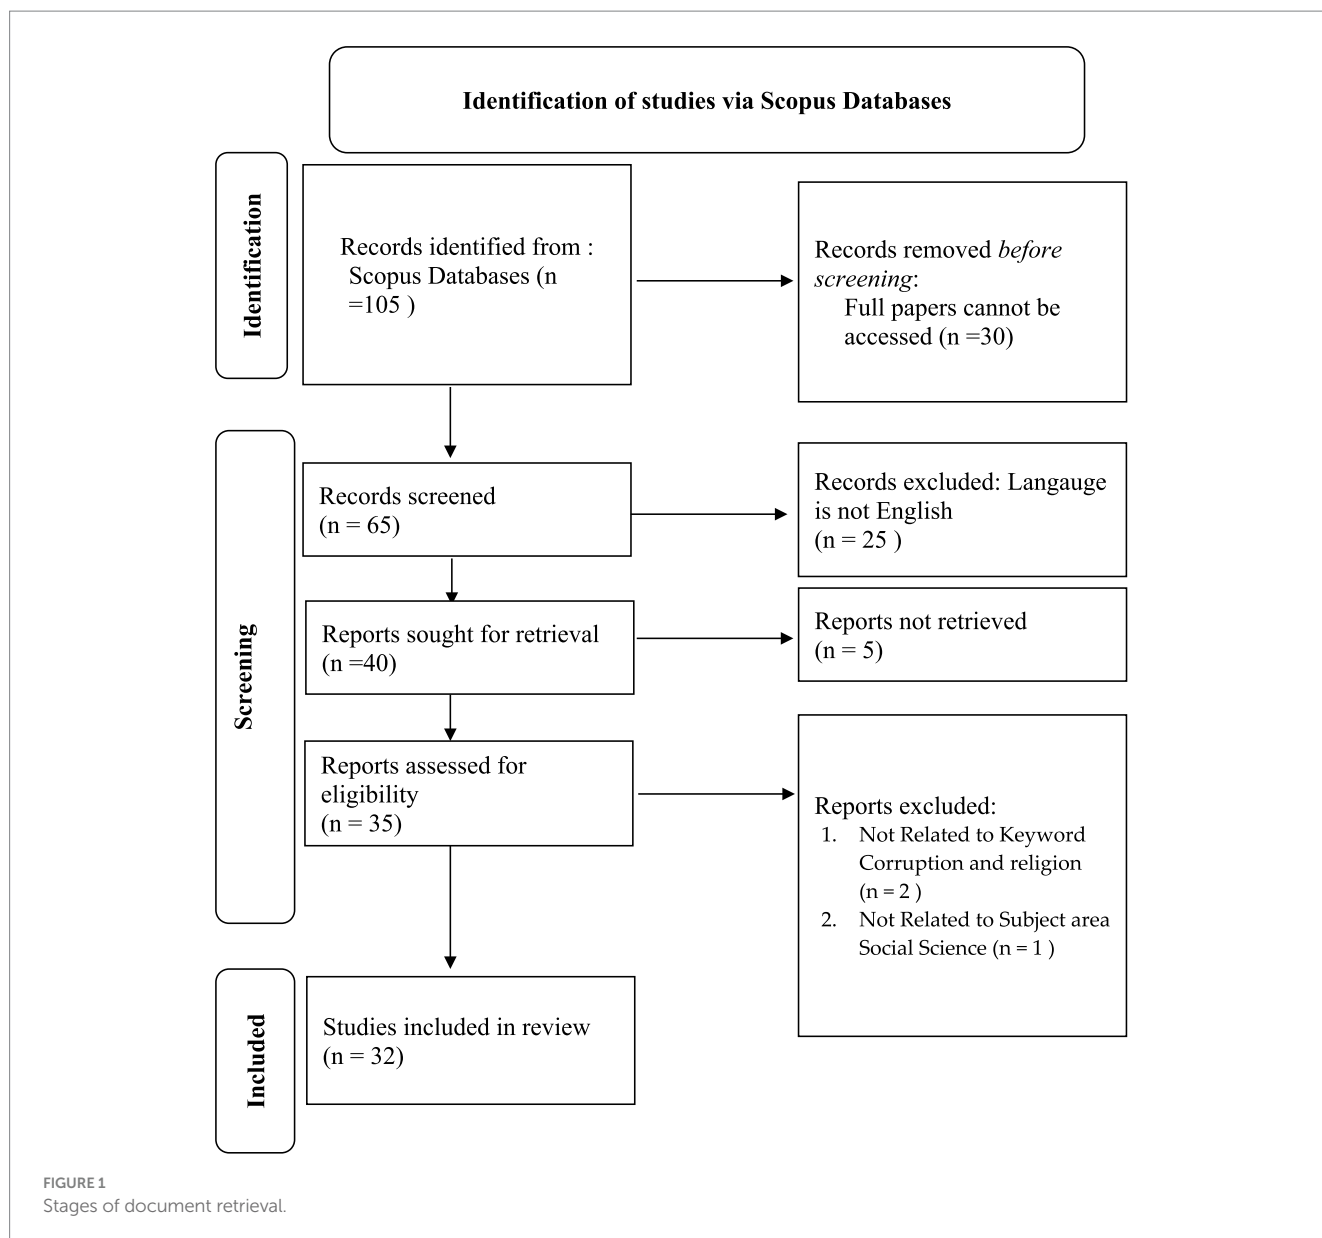 Identification of studies via Scopus Databases
Identification
Records identified from :
Scopus Databases (n
=105 )
Records removed before
screening:
Full papers cannot be
accessed (n =30)
Screening
Records screened
(n = 65)
Records excluded: Langauge
is not English
(n = 25 )
Reports sought for retrieval
(n =40)
Reports not retrieved
(n = 5)
Reports assessed for
eligibility
(n = 35)
Reports excluded:
1. Not Related to Keyword
Corruption and religion
(n = 2 )
2. Not Related to Subject area
Social Science (n = 1 )
Included
Studies included in review
(n = 32)
FIGURE 1
Stages of document retrieval.